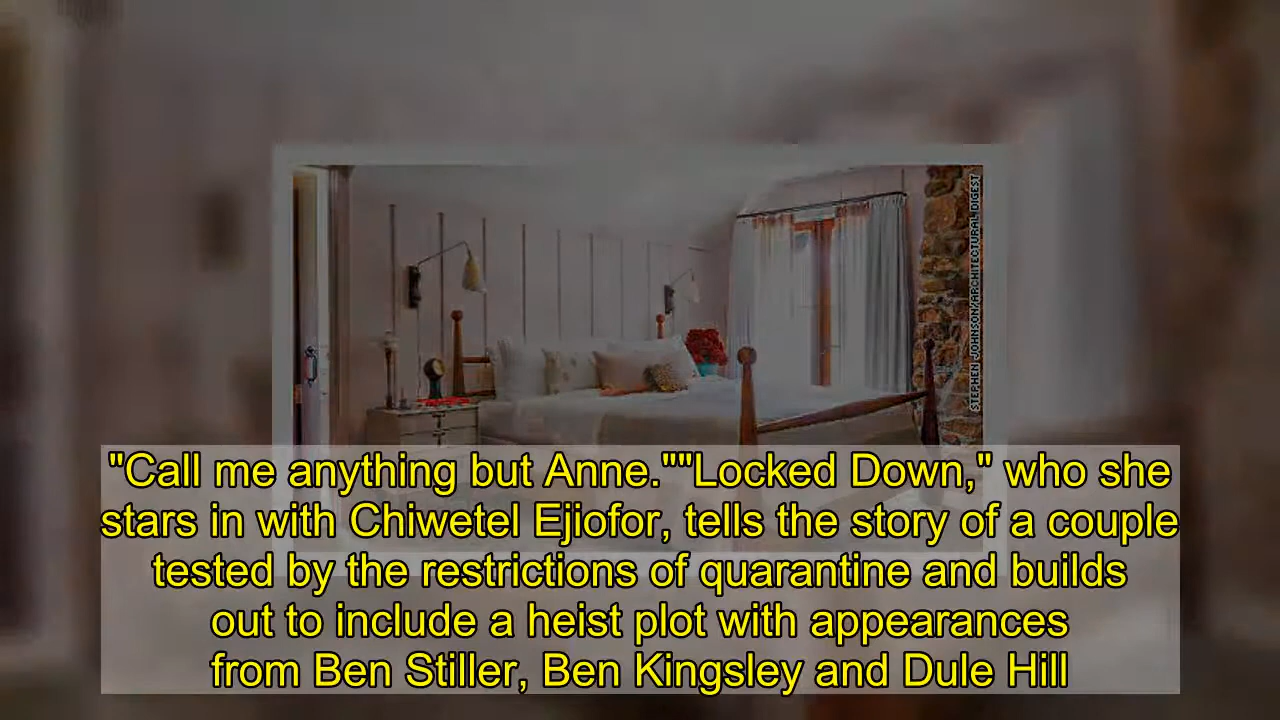 STEPHEN JOHNSON/ARCHITECTURAL DIGEST
"Call me anything but Anne.""Locked Down," who she
stars in with Chiwetel Ejiofor, tells the story of a couple
tested by the restrictions of quarantine and builds
out to include a heist plot with appearances
from Ben Stiller, Ben Kingsley and Dule Hill